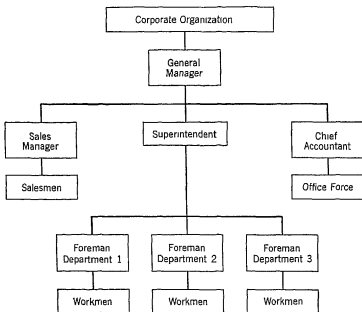 Corporate Organization
General
Manager
Sales
Manager
Superintendent
Chief
Accountant
Salesmen
Office Force
Foreman
Department 1
Foreman
Department 2
Foreman
Department 3
Workmen
Workmen
Workmen